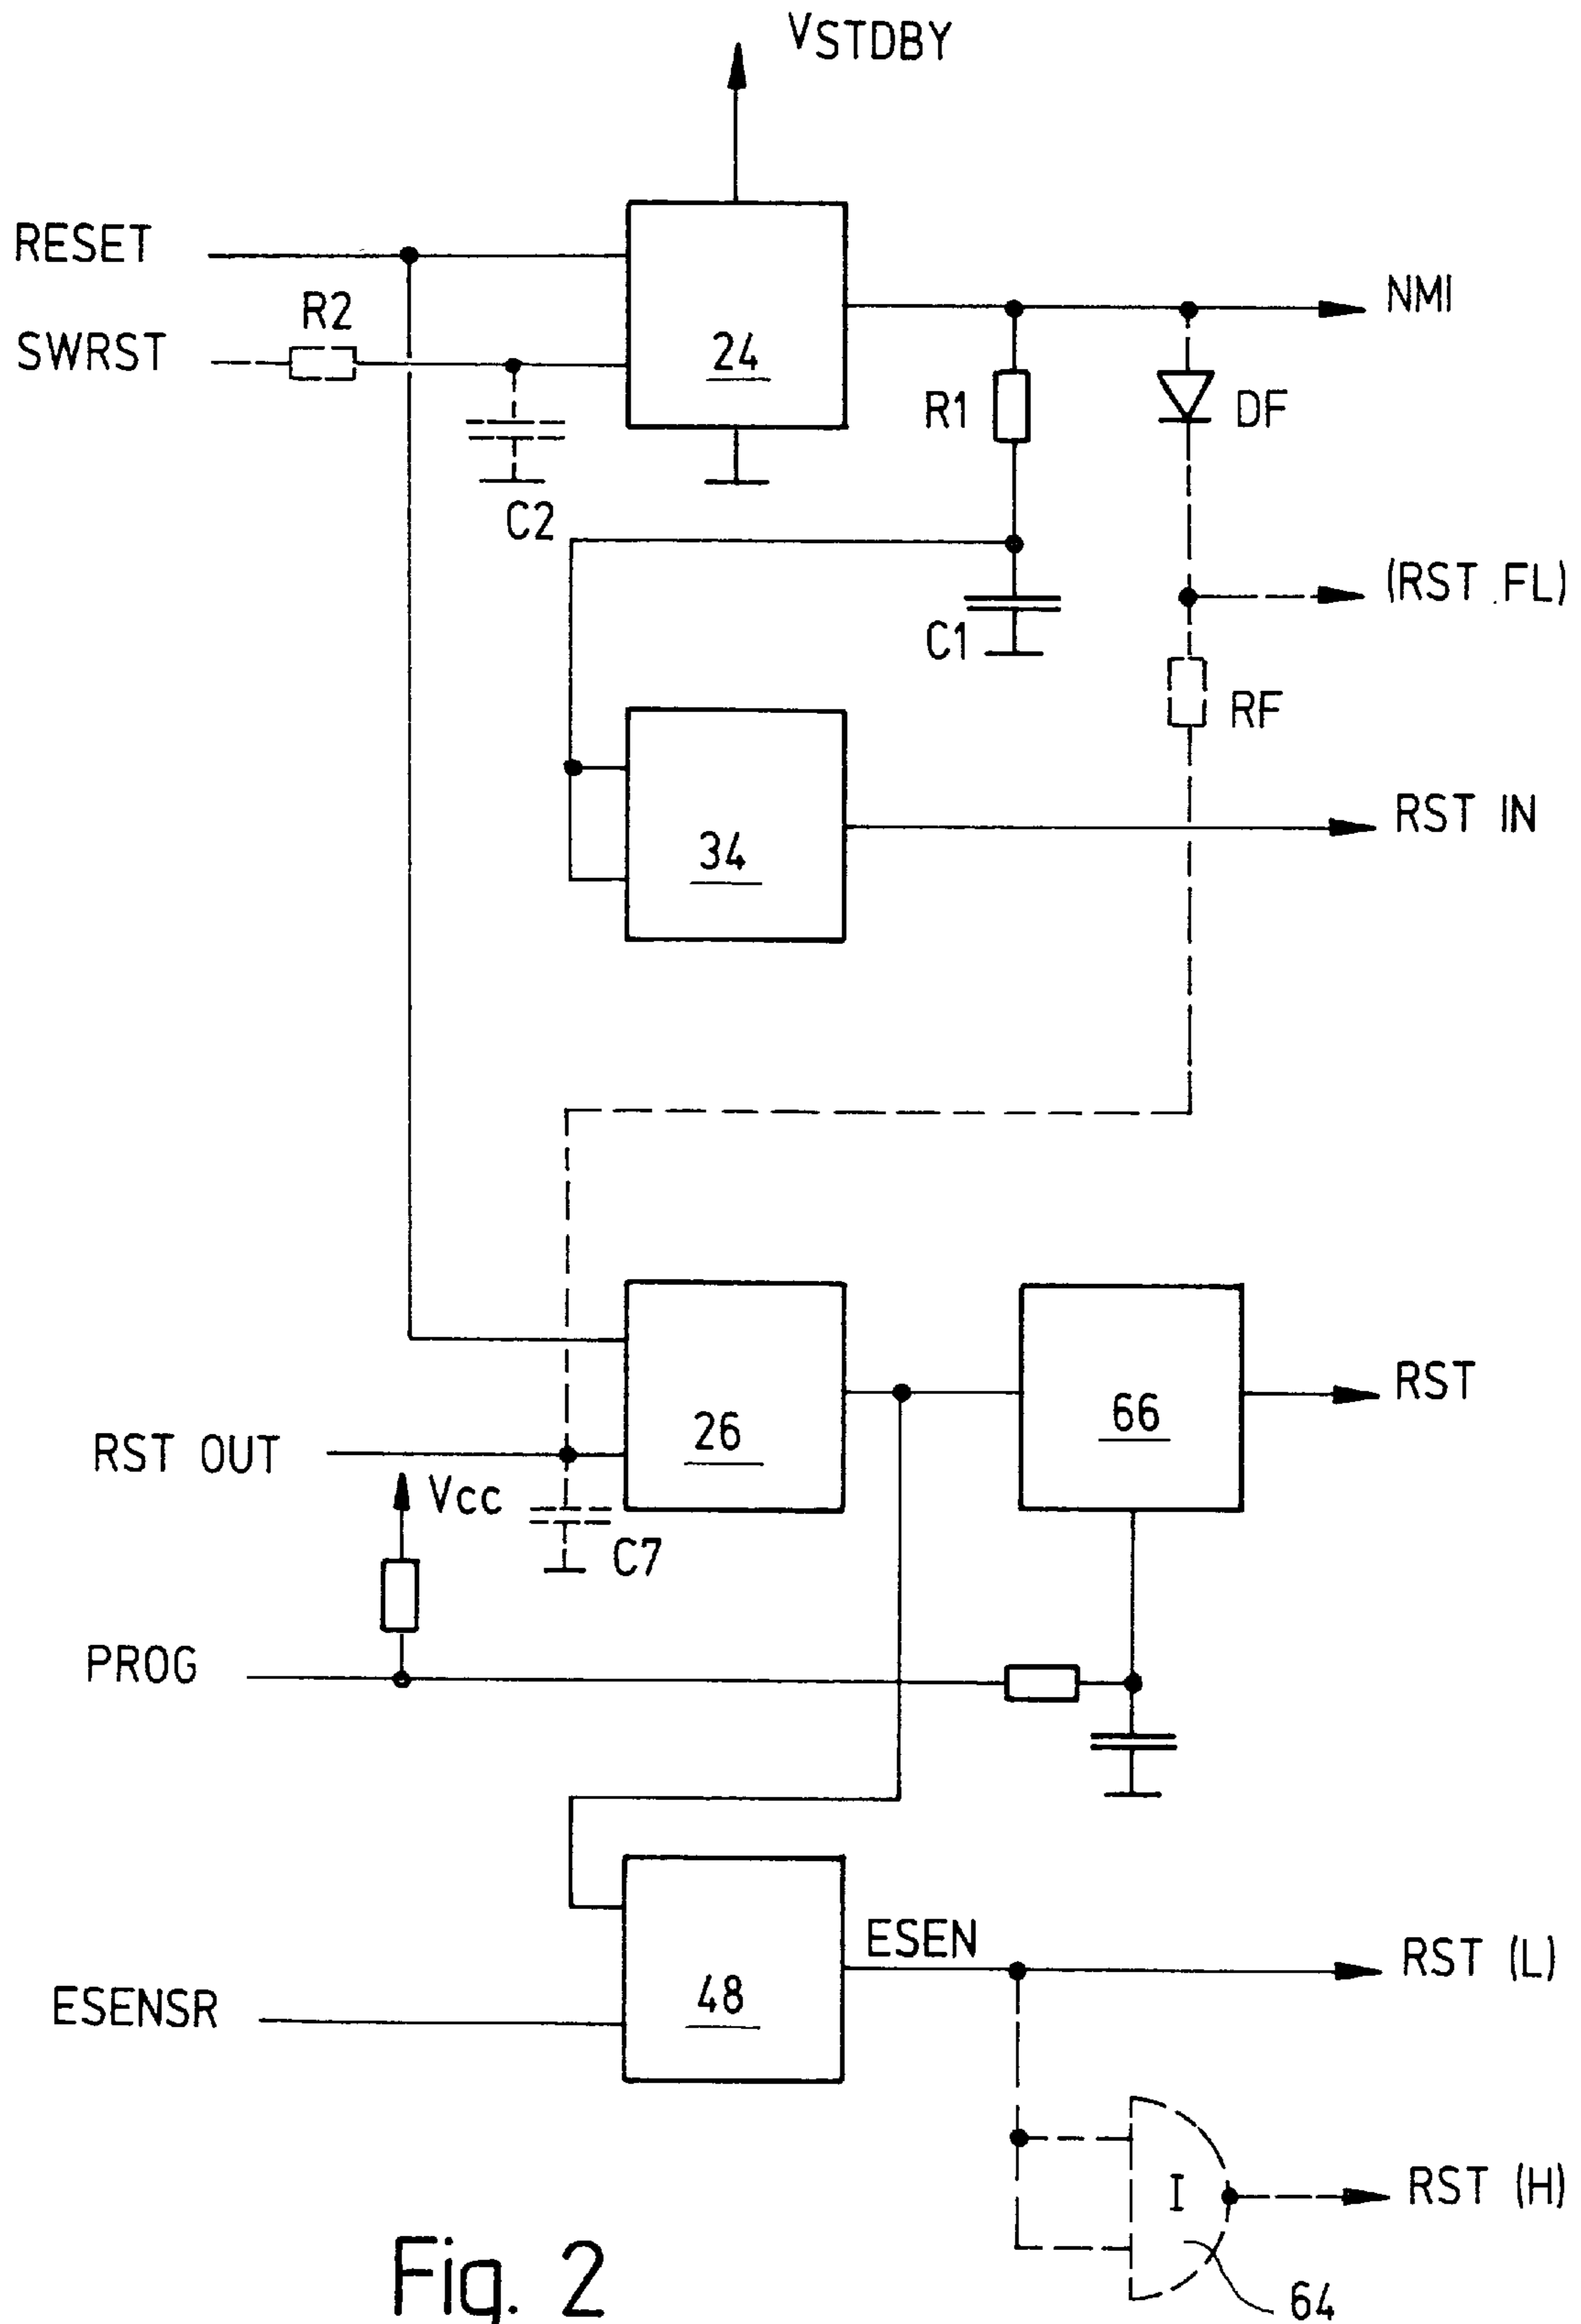 VSTDBY
RESET
NMI
R2
SWRST
24
R1
DF
C2
(RST FL)
C1
RF
RST IN
34
RST
66
26
RST OUT
Vcc
C7
PROG
ESEN
RST (L)
48
ESENSR
I
RST (H)
64
Fig. 2